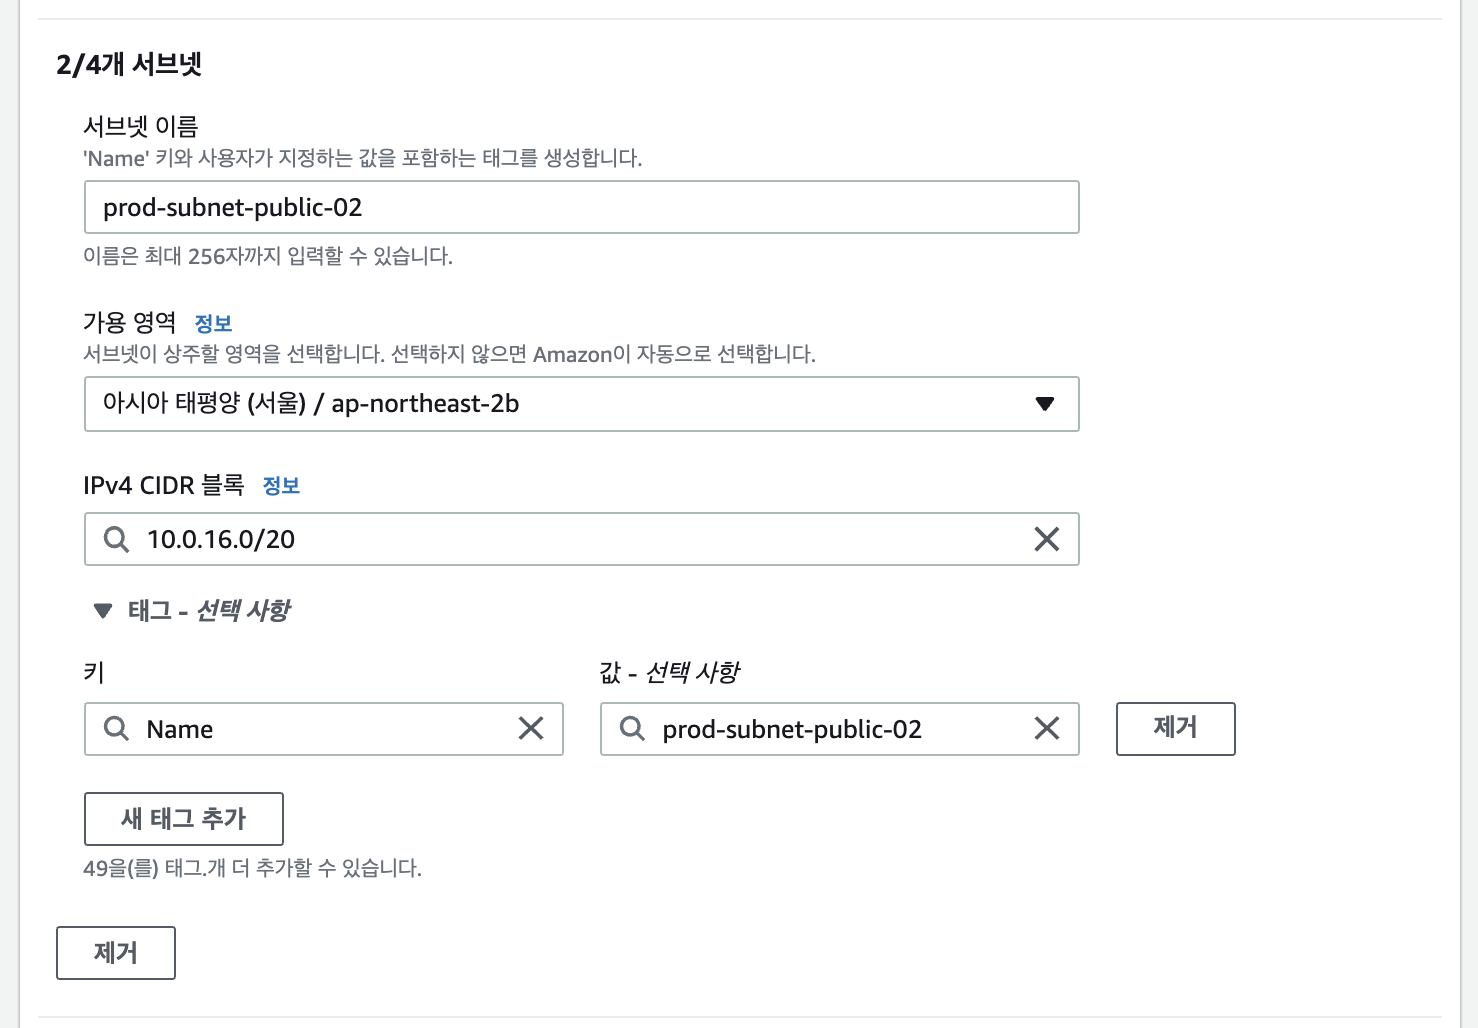 2/4개 서브넷
서브넷 이름
'Name' 키와 사용자가 지정하는 값을 포함하는 태그를 생성합니다.
prod-subnet-public-02
이름은 최대 256자까지 입력할 수 있습니다.
가용 영역 정보
서브넷이 상주할 영역을 선택합니다. 선택하지 않으면 Amazon이 자동으로 선택합니다.
아시아 태평양 (서울) / ap-northeast-2b
IPv4 CIDR 블록 정보
10.0.16.0/20
태그 - 선택 사항
키 값 - 선택 사항
Name prod-subnet-public-02 제거
새 태그 추가
49을(를) 태그.개 더 추가할 수 있습니다.
제거